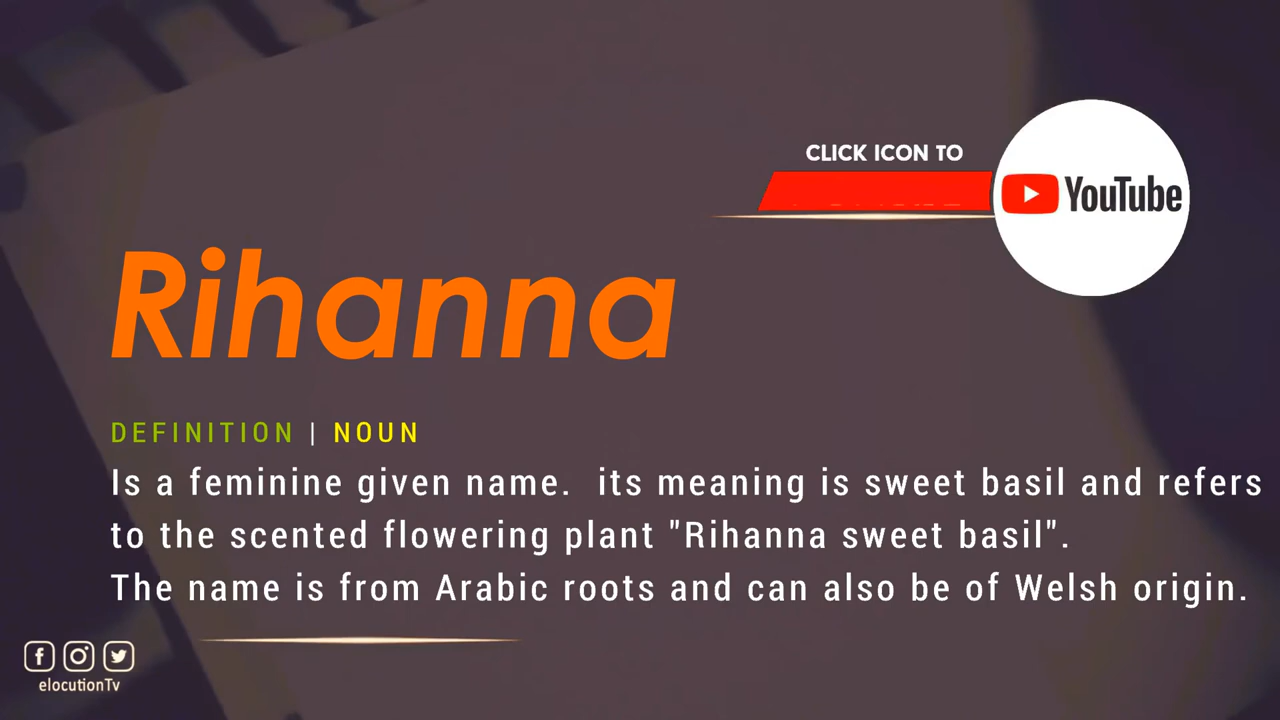 CLICK ICON TO
YouTube
Rihanna
DEFINITION | NOUN
Is a feminine given name.  its meaning is sweet basil and refers
to the scented flowering plant "Rihanna sweet basil".
The name is from Arabic roots and can also be of Welsh origin.
elocutionTv